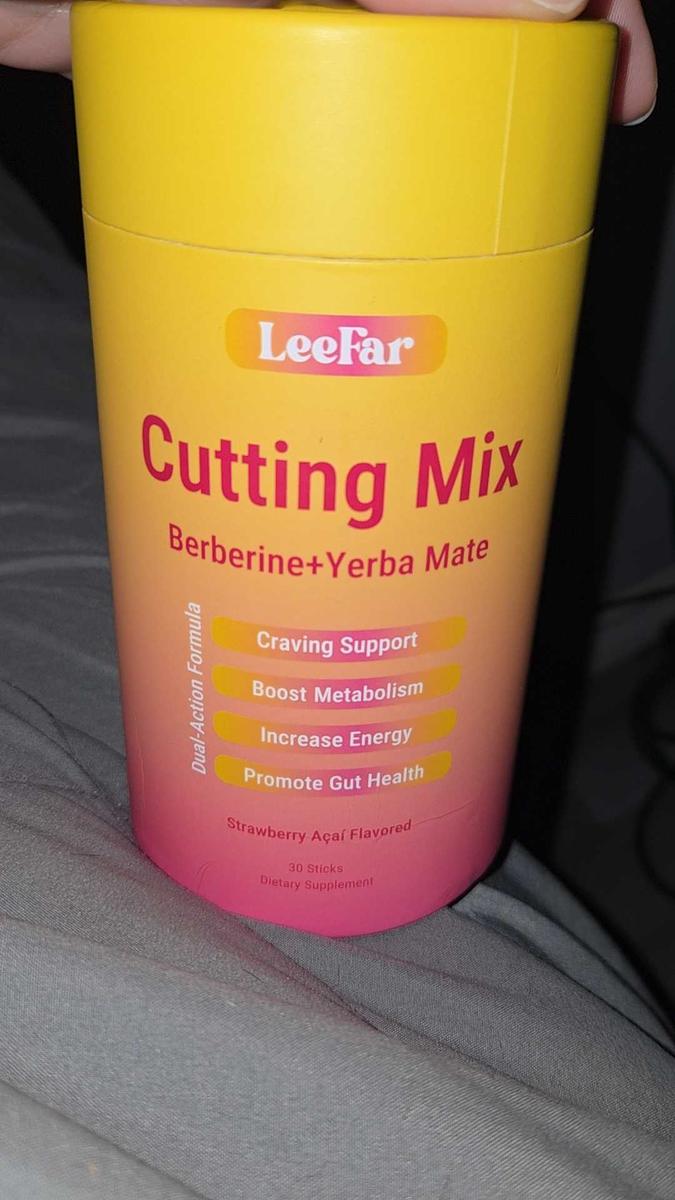 LeeFar
Cutting Mix
Berberine+Yerba Mate
Dual-Action Formula
Craving Support
Boost Metabolism
Increase Energy
Promote Gut Health
Strawberry Açaí Flavored
30 Sticks
Dietary Supplement